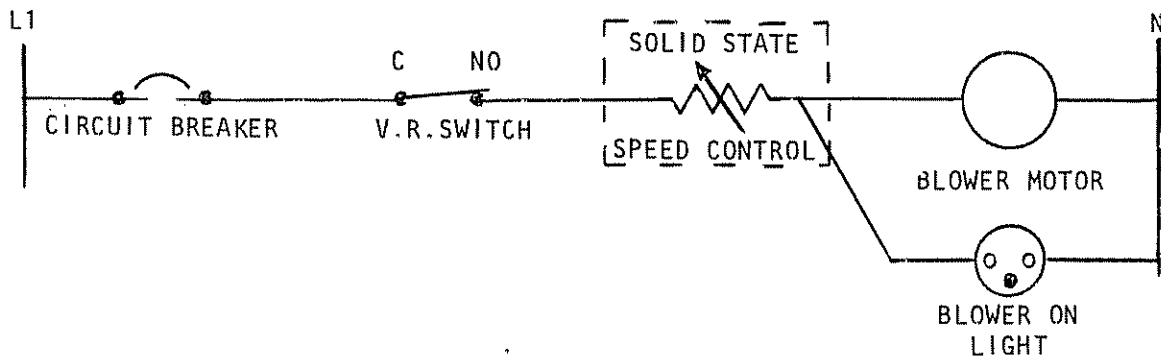 L1
N
SOLID STATE
C NO
CIRCUIT BREAKER
V.R.SWITCH
SPEED CONTROL
BLOWER MOTOR
BLOWER ON
LIGHT